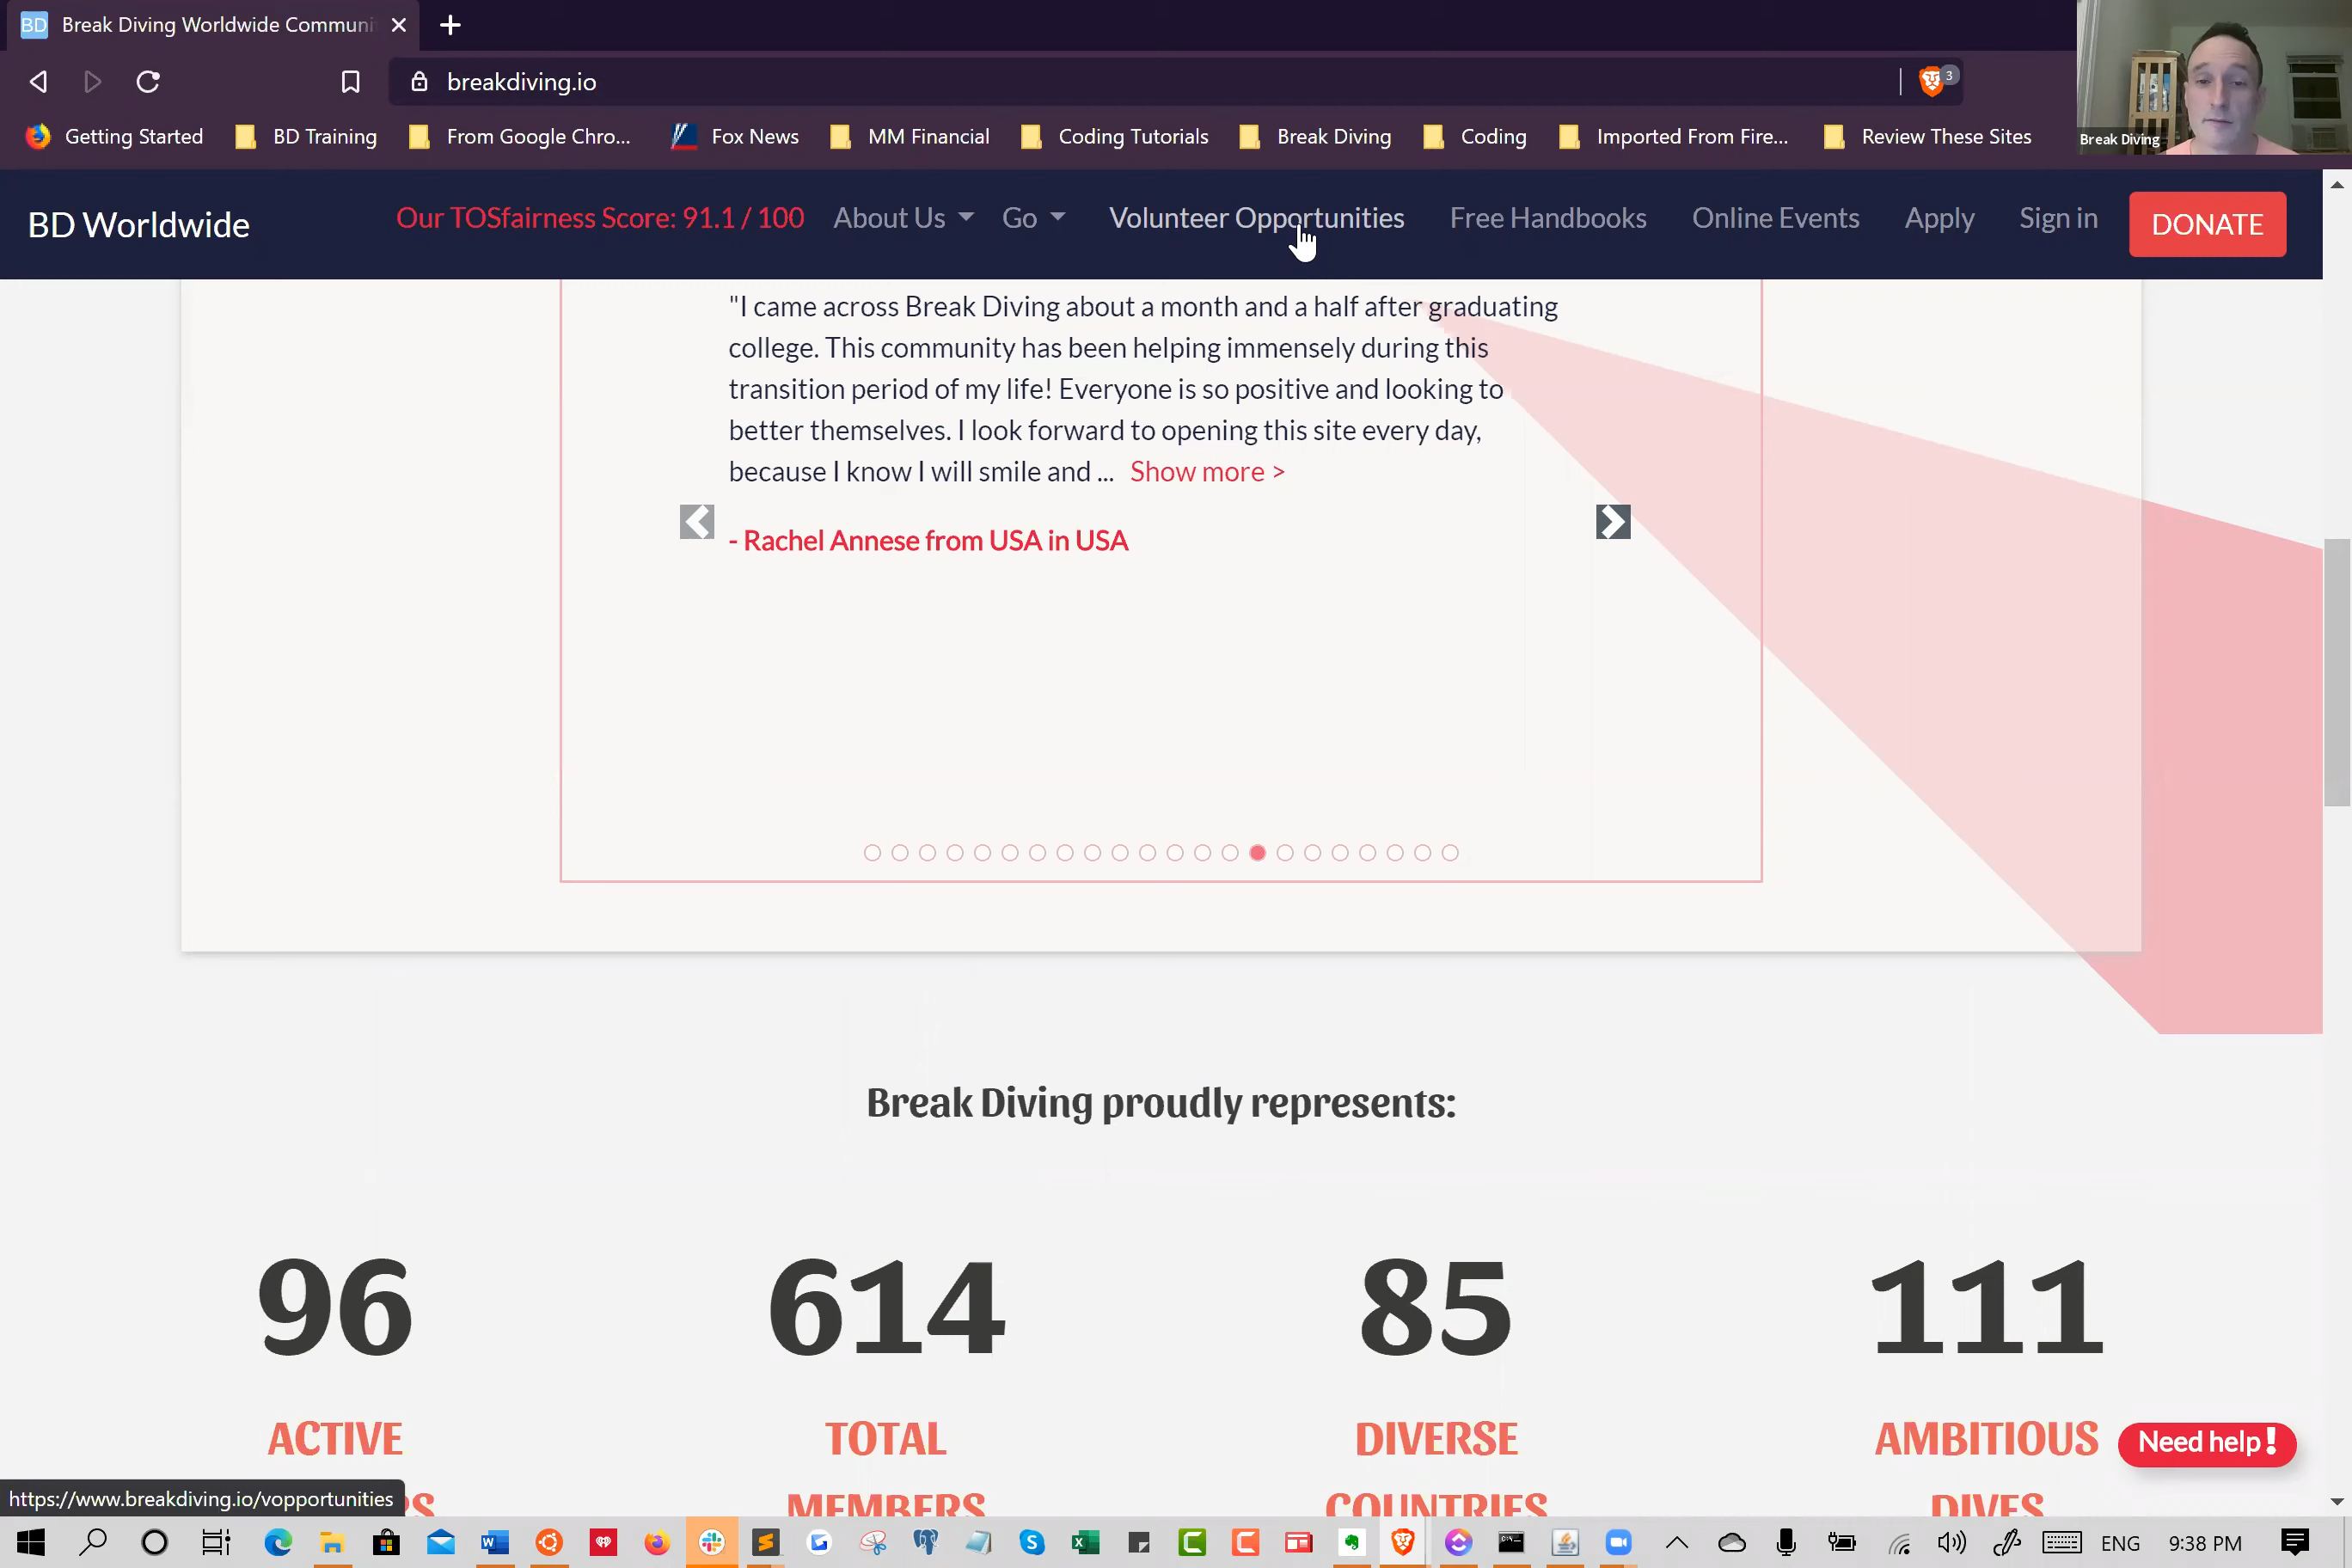 BD Break Diving Worldwide Communi
breakdiving.io
3
Getting Started BD Training From Google Chro... Fox News MM Financial Coding Tutorials Break Diving Coding Imported From Fire... Review These Sites
Break Diving
BD Worldwide Our TOSfairness Score: 91.1 / 100 About Us Go Volunteer Opportunities Free Handbooks Online Events Apply Sign in DONATE
"I came across Break Diving about a month and a half after graduating
college. This community has been helping immensely during this
transition period of my life! Everyone is so positive and looking to
better themselves. I look forward to opening this site every day,
because I know I will smile and ... Show more >
- Rachel Annese from USA in USA
Break Diving proudly represents:
96 614 85 111
ACTIVE TOTAL DIVERSE AMBITIOUS
Need help!
MEMBERS COUNTRIES DIVES
https://www.breakdiving.io/vopportunities
ENG 9:38 PM